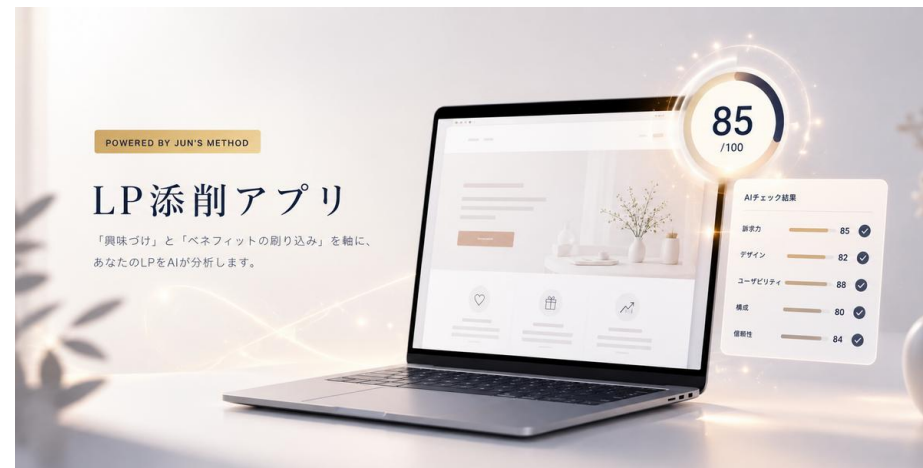 POWERED BY JUN'S METHOD
LP添削アプリ
「興味づけ」と「ベネフィットの刷り込み」を軸に、
あなたのLPをAIが分析します。
85
/100
AIチェック結果
訴求力 85
デザイン 82
ユーザビリティ 88
構成 80
信頼性 84